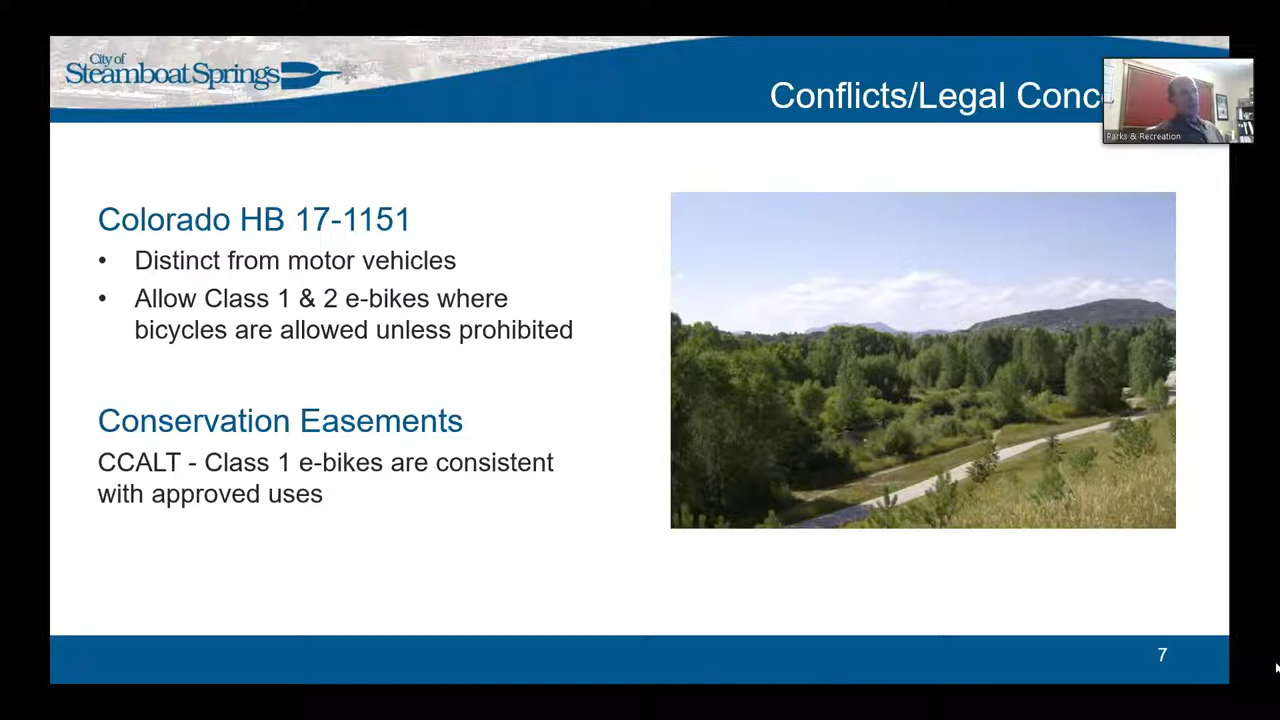 City of
Steamboat Springs
Conflicts/Legal Conc
Parks & Recreation
Colorado HB 17-1151
• Distinct from motor vehicles
• Allow Class 1 & 2 e-bikes where
bicycles are allowed unless prohibited
Conservation Easements
CCALT - Class 1 e-bikes are consistent
with approved uses
7